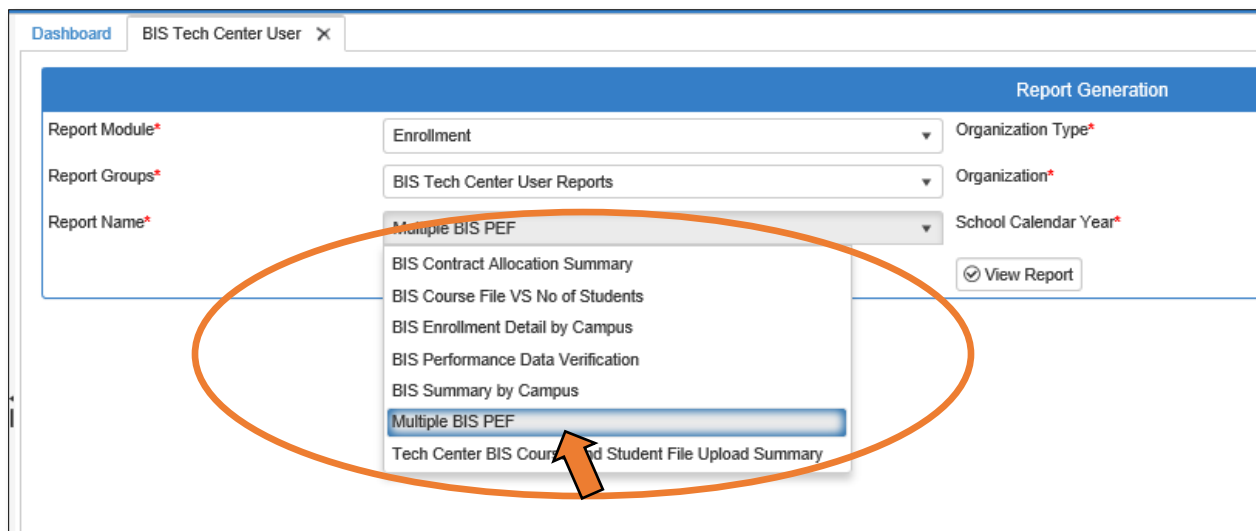 Dashboard BIS Tech Center User
Report Generation
Report Module* Enrollment Organization Type*
Report Groups* BIS Tech Center User Reports Organization*
Report Name* Multiple BIS PEF School Calendar Year*
BIS Contract Allocation Summary
View Report
BIS Course File VS No of Students
BIS Enrollment Detail by Campus
BIS Performance Data Verification
BIS Summary by Campus
Multiple BIS PEF
Tech Center BIS Course and Student File Upload Summary